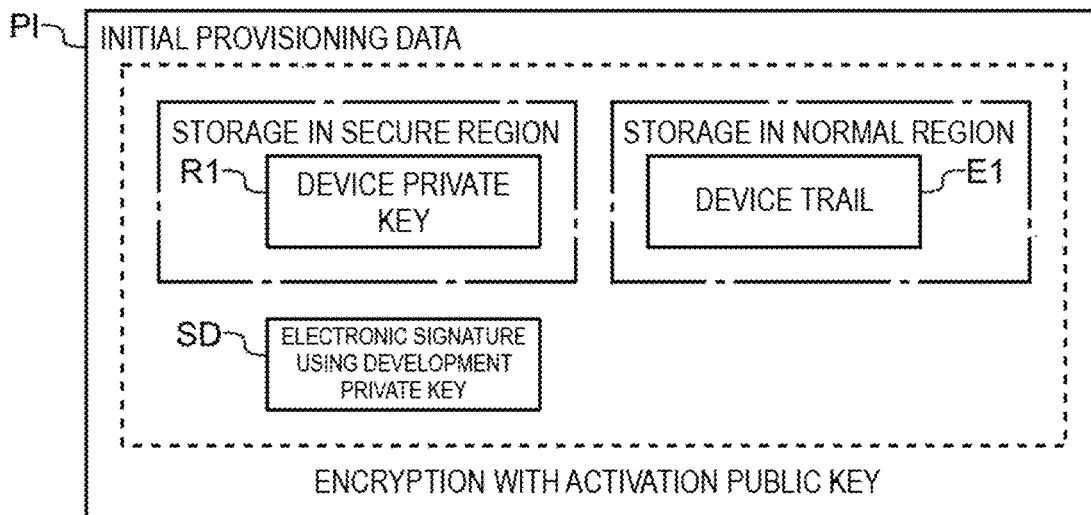 PI
INITIAL PROVISIONING DATA
STORAGE IN SECURE REGION
R1
DEVICE PRIVATE
KEY
STORAGE IN NORMAL REGION
DEVICE TRAIL
E1
SD
ELECTRONIC SIGNATURE
USING DEVELOPMENT
PRIVATE KEY
ENCRYPTION WITH ACTIVATION PUBLIC KEY